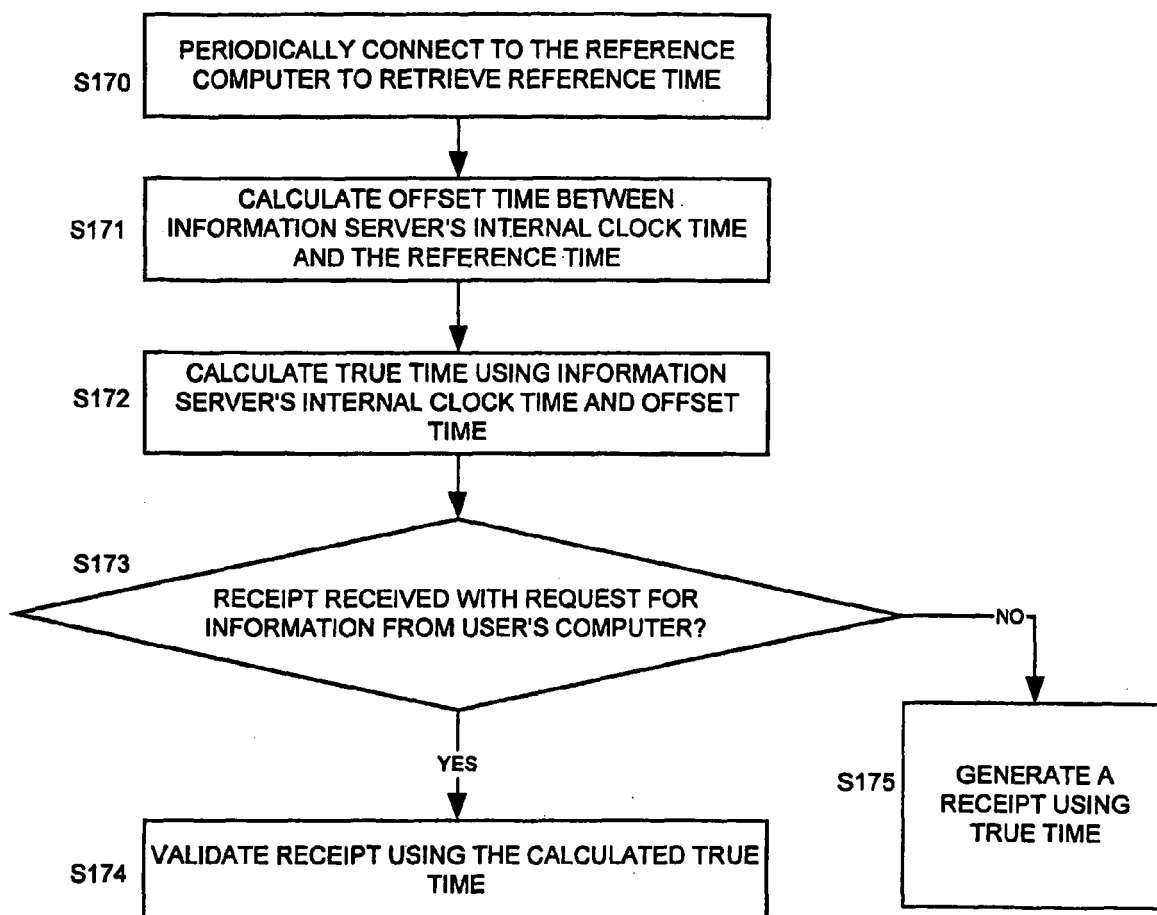 PERIODICALLY CONNECT TO THE REFERENCE
COMPUTER TO RETRIEVE REFERENCE TIME
S170
CALCULATE OFFSET TIME BETWEEN
INFORMATION SERVER'S INTERNAL CLOCK TIME
AND THE REFERENCE TIME
S171
CALCULATE TRUE TIME USING INFORMATION
SERVER'S INTERNAL CLOCK TIME AND OFFSET
TIME
S172
S173
RECEIPT RECEIVED WITH REQUEST FOR
INFORMATION FROM USER'S COMPUTER?
NO
YES
S175
GENERATE A
RECEIPT USING
TRUE TIME
VALIDATE RECEIPT USING THE CALCULATED TRUE
TIME
S174